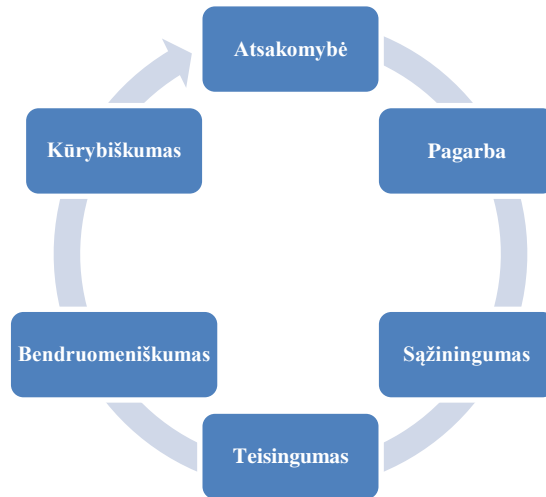 Atsakomybė
Pagarba
Sąžiningumas
Teisingumas
Bendruomeniškumas
Kūrybiškumas